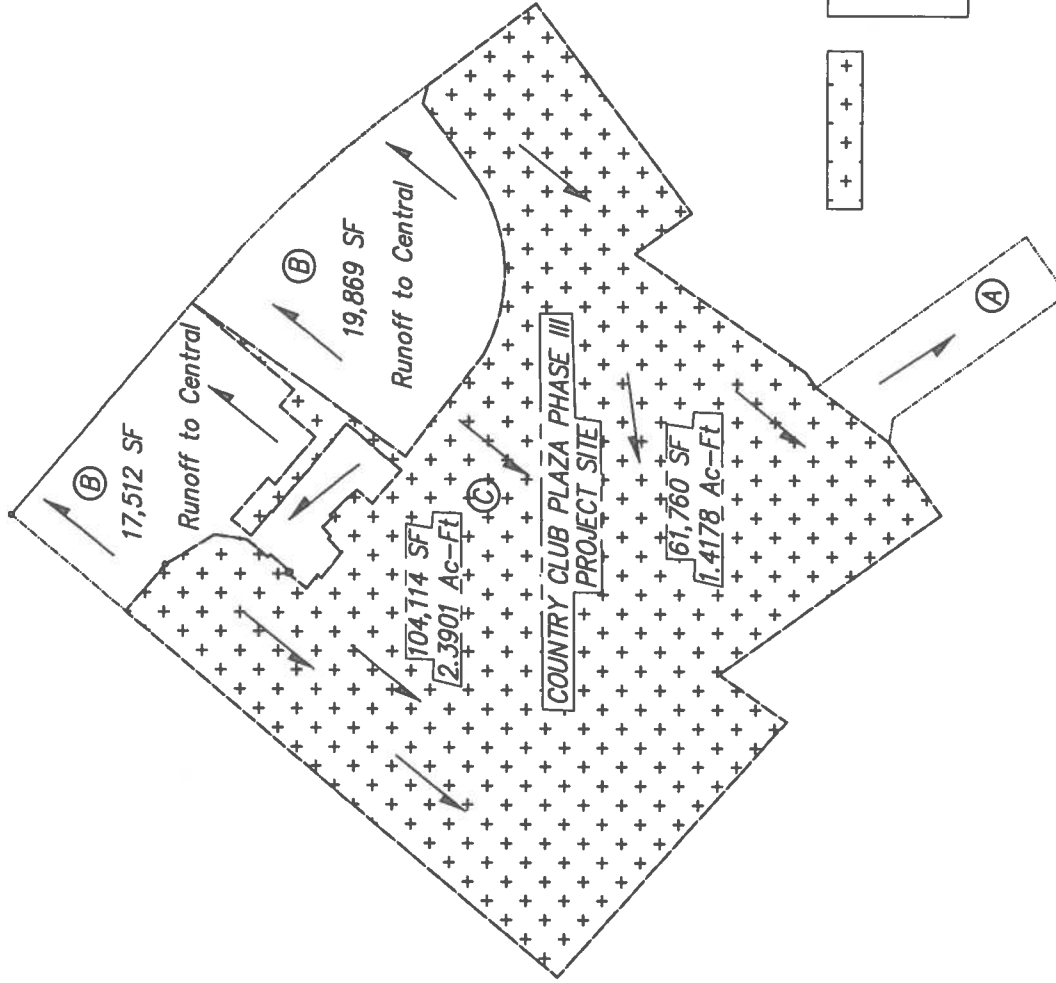 B
17,512 SF
Runoff to Central
B
19,869 SF
Runoff to Central
104,114 SF
2.3901 Ac-Ft
C
COUNTRY CLUB PLAZA PHASE III
PROJECT SITE
61,760 SF
1.4178 Ac-Ft
A